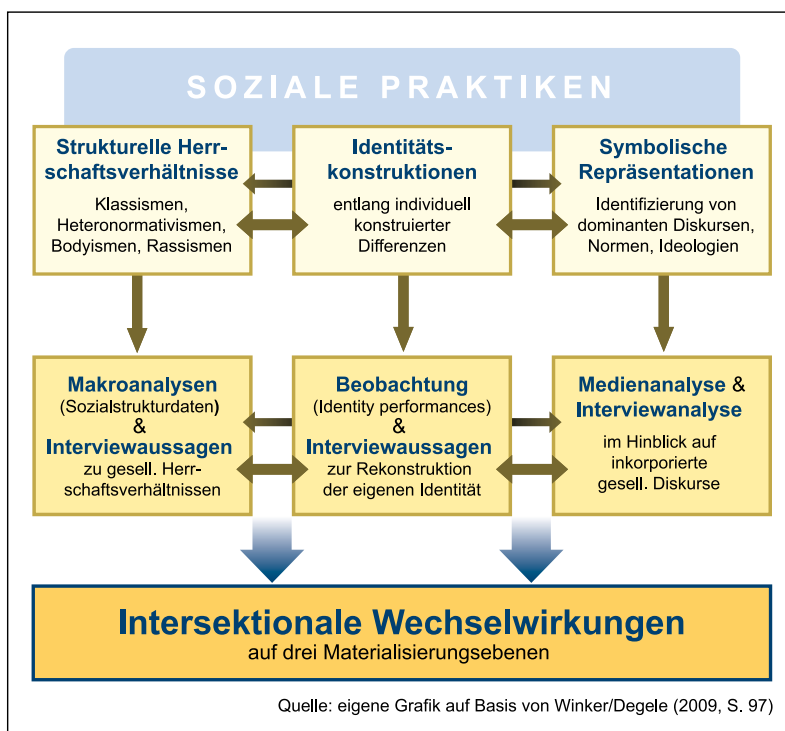 SOZIALE PRAKTIKEN
Strukturelle Herr-
schaftsverhältnisse
Klassismen,
Heteronormativismen,
Bodyismen, Rassismen
Identitäts-
konstruktionen
entlang individuell
konstruierter
Differenzen
Symbolische
Repräsentationen
Identifizierung von
dominanten Diskursen,
Normen, Ideologien
Makroanalysen
(Sozialstrukturdaten)
&
Interviewaussagen
zu gesell. Herr-
schaftsverhältnissen
Beobachtung
(Identity performances)
&
Interviewaussagen
zur Rekonstruktion
der eigenen Identität
Medienanalyse &
Interviewanalyse
im Hinblick auf
inkorporierte
gesell. Diskurse
Intersektionale Wechselwirkungen
auf drei Materialisierungsebenen
Quelle: eigene Grafik auf Basis von Winker/Degele (2009, S. 97)